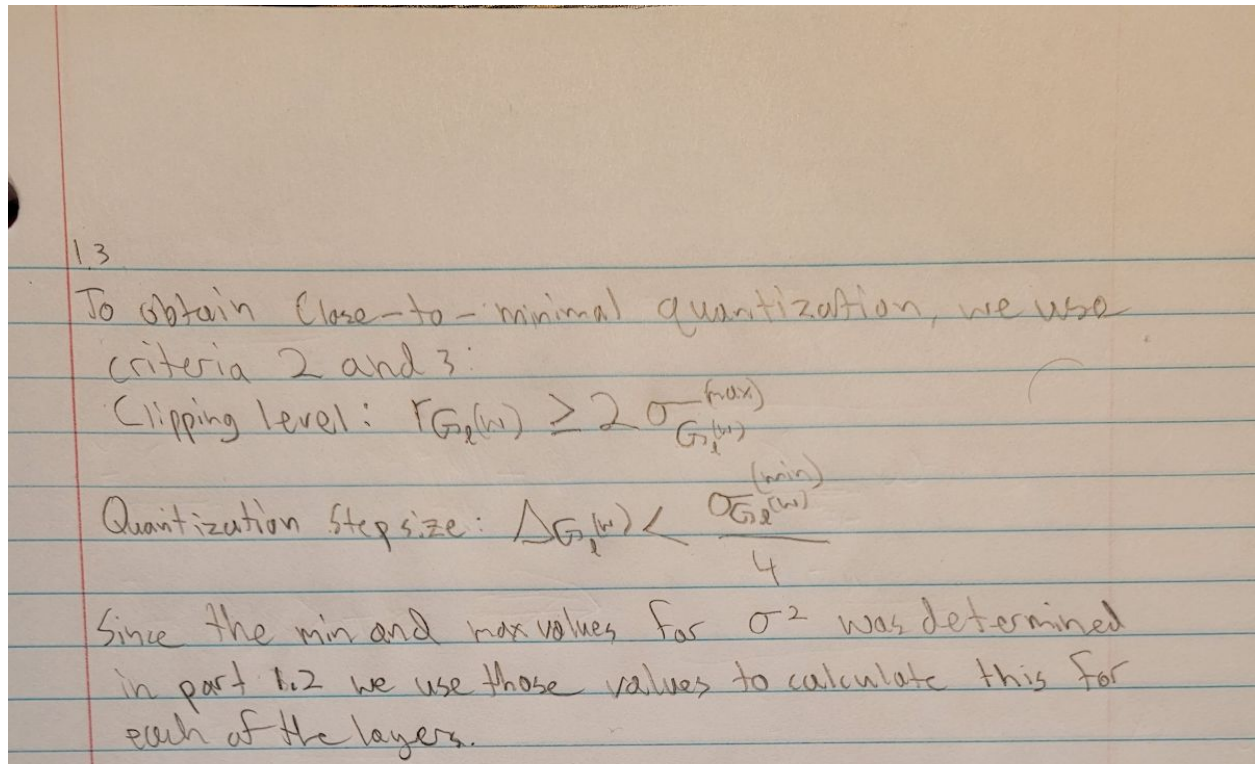 1.3
To obtain Close-to-minimal quantization, we use
criteria 2 and 3:
Clipping level: r_{G_l^{(w)}} ≥ 2 σ_{G_l^{(w)}}^{(max)}
Quantization Stepsize: Δ_{G_l^{(w)}} < σ_{G_l^{(w)}}^{(min)} / 4
Since the min and max values for σ² was determined
in part 1.2 we use those values to calculate this for
each of the layers.